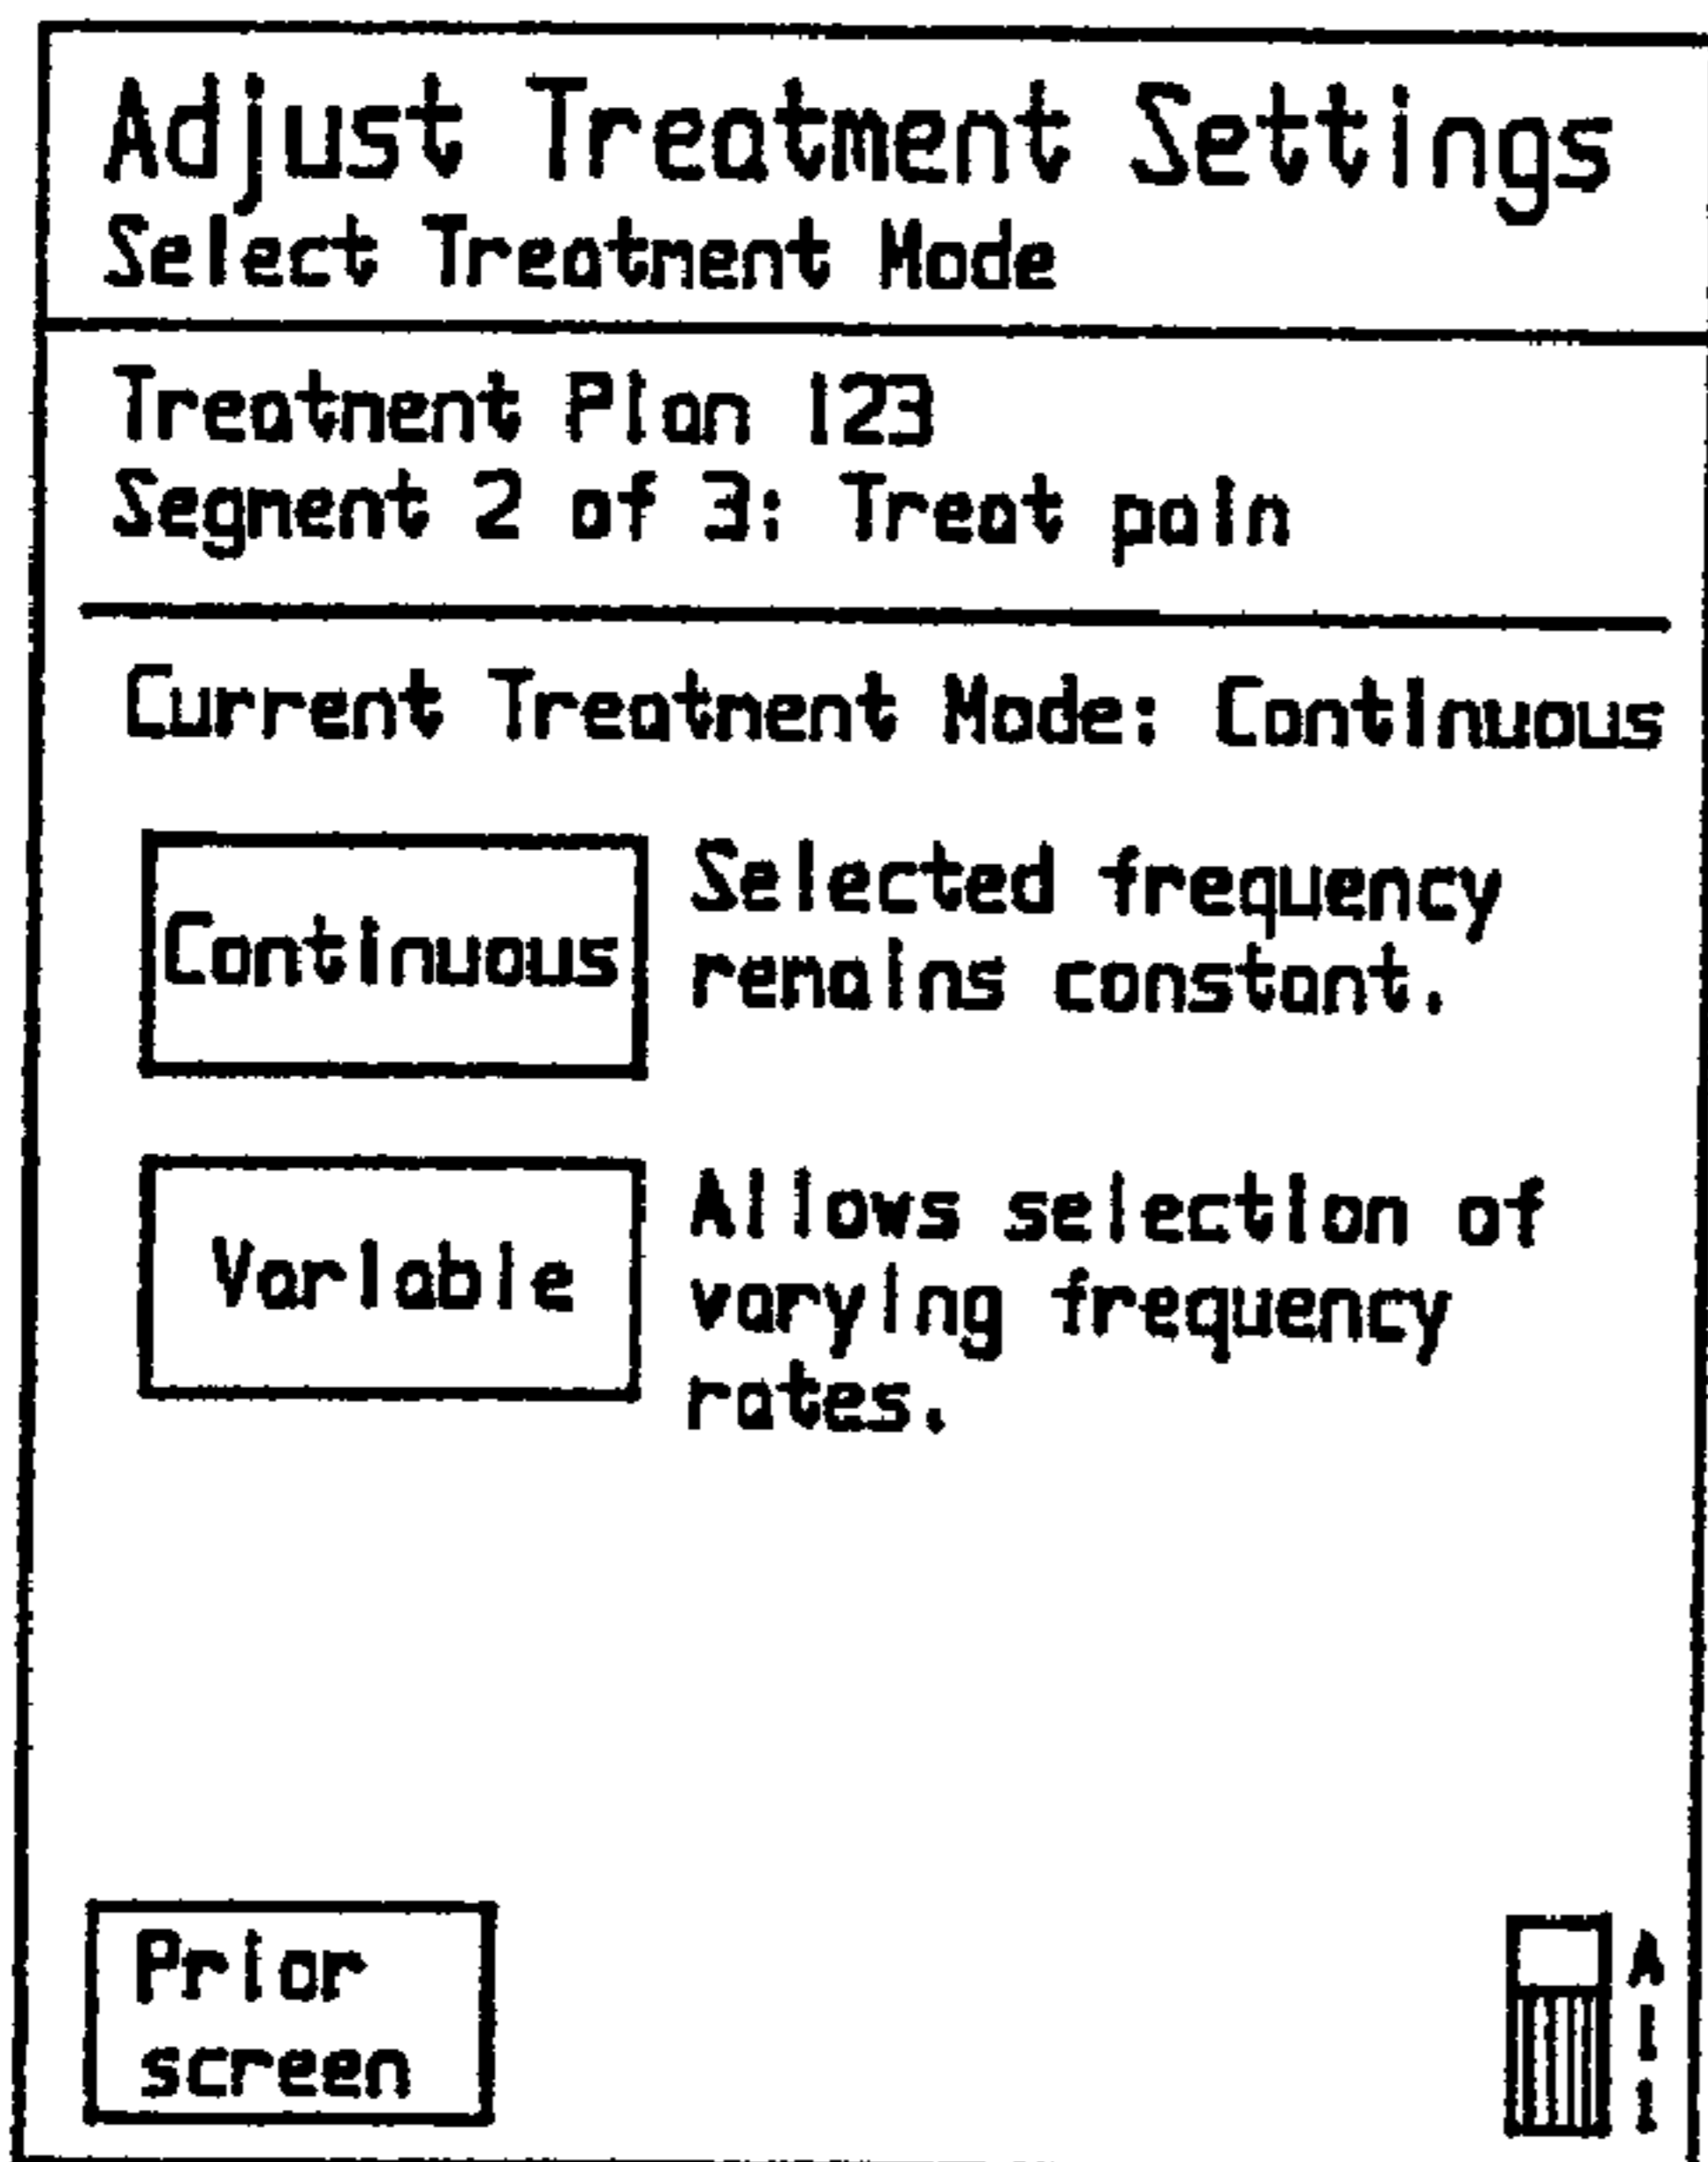 Adjust Treatment Settings
Select Treatment Mode
Treatment Plan 123
Segment 2 of 3: Treat pain
Current Treatment Mode: Continuous
Continuous
Selected frequency
remains constant.
Variable
Allows selection of
varying frequency
rates.
Prior
screen
All